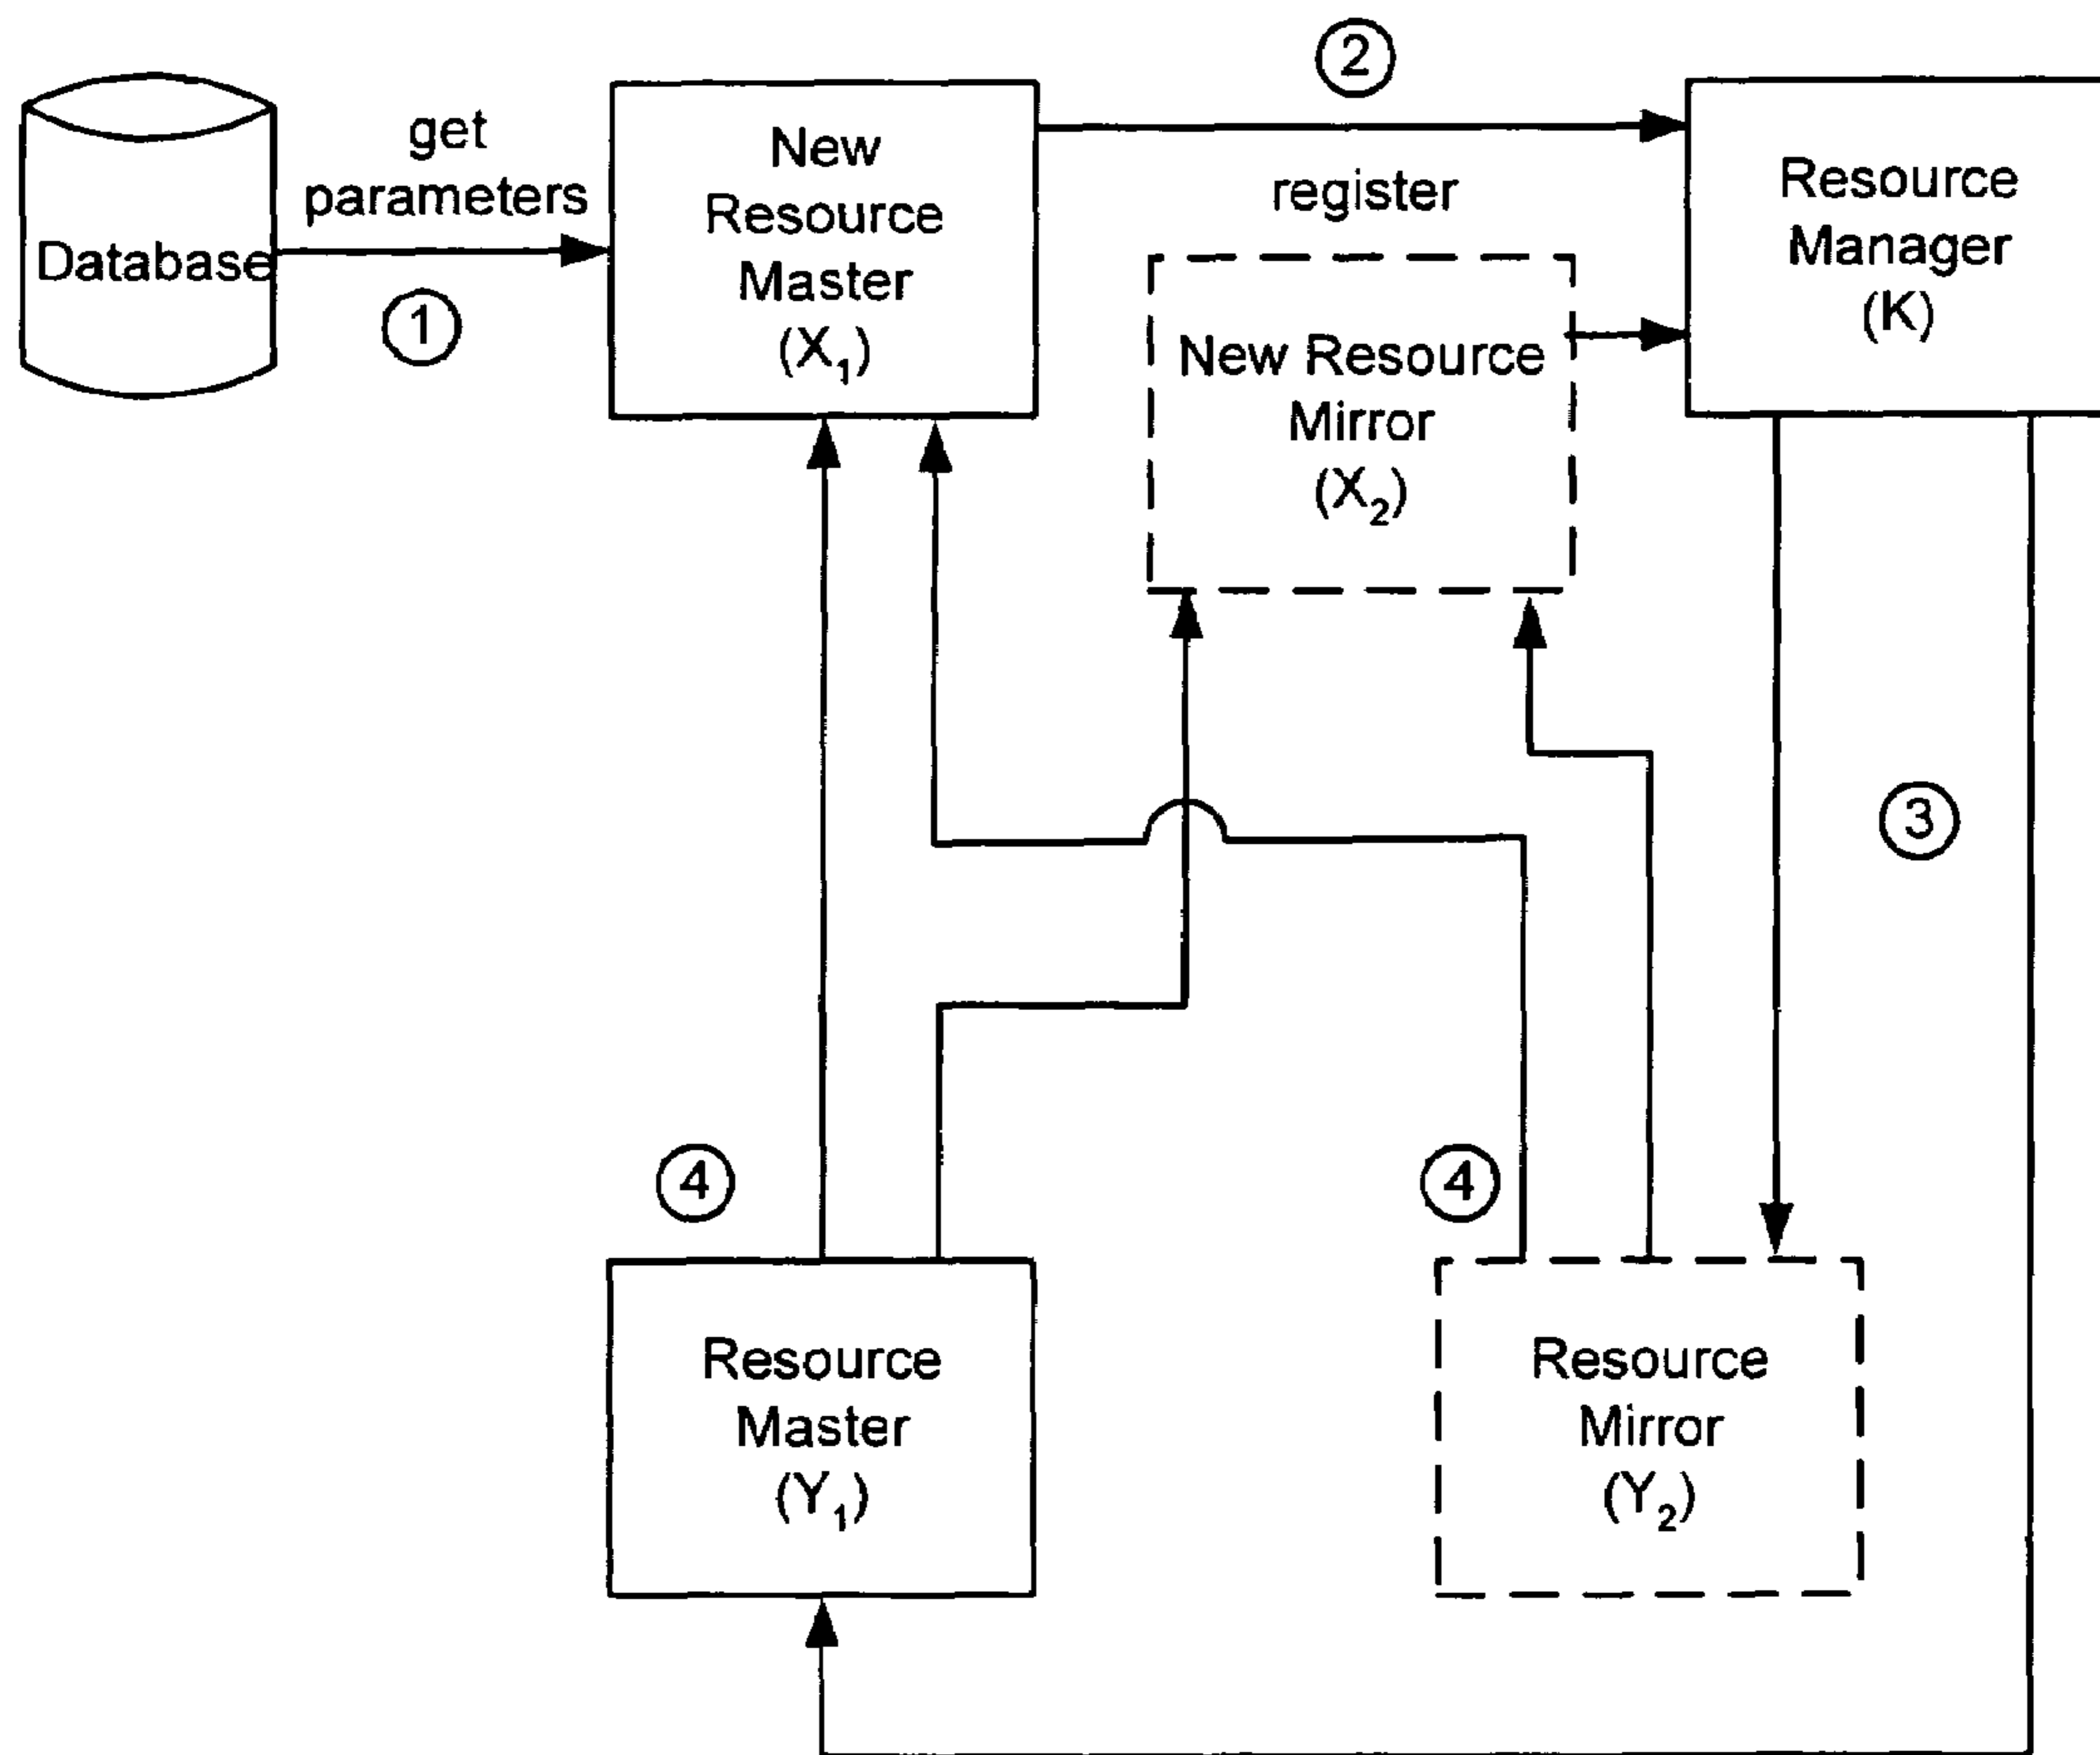 Database
get
parameters
1
New
Resource
Master
(X1)
2
register
New Resource
Mirror
(X2)
Resource
Manager
(K)
3
4
4
Resource
Master
(Y1)
Resource
Mirror
(Y2)